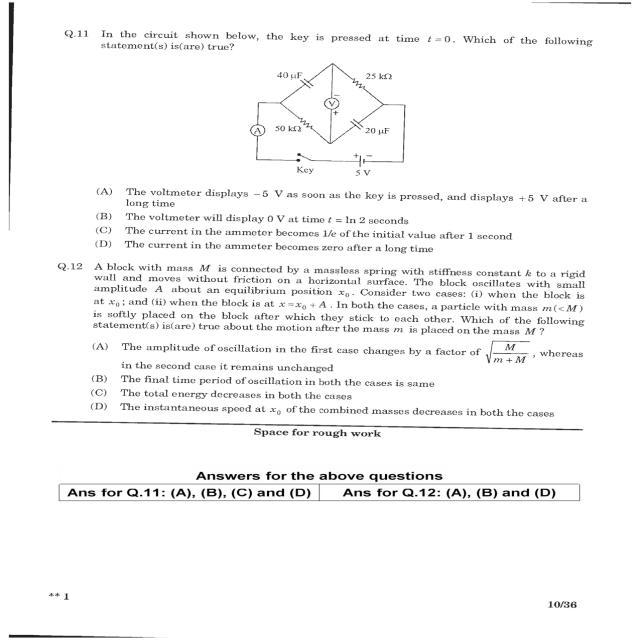 Q.11 In the circuit shown below, the key is pressed at time t = 0. Which of the following
statement(s) is(are) true?
40 μF
25 kΩ
−
V
+
A
50 kΩ
20 μF
+ −
Key
5 V
(A) The voltmeter displays −5 V as soon as the key is pressed, and displays +5 V after a
long time
(B) The voltmeter will display 0 V at time t = ln 2 seconds
(C) The current in the ammeter becomes 1/e of the initial value after 1 second
(D) The current in the ammeter becomes zero after a long time
Q.12 A block with mass M is connected by a massless spring with stiffness constant k to a rigid
wall and moves without friction on a horizontal surface. The block oscillates with small
amplitude A about an equilibrium position x₀. Consider two cases: (i) when the block is
at x₀; and (ii) when the block is at x = x₀ + A. In both the cases, a particle with mass m(<M)
is softly placed on the block after which they stick to each other. Which of the following
statement(s) is(are) true about the motion after the mass m is placed on the mass M?
(A) The amplitude of oscillation in the first case changes by a factor of √(M/(m + M)), whereas
in the second case it remains unchanged
(B) The final time period of oscillation in both the cases is same
(C) The total energy decreases in both the cases
(D) The instantaneous speed at x₀ of the combined masses decreases in both the cases
Space for rough work
Answers for the above questions
Ans for Q.11: (A), (B), (C) and (D) Ans for Q.12: (A), (B) and (D)
** 1
10/36